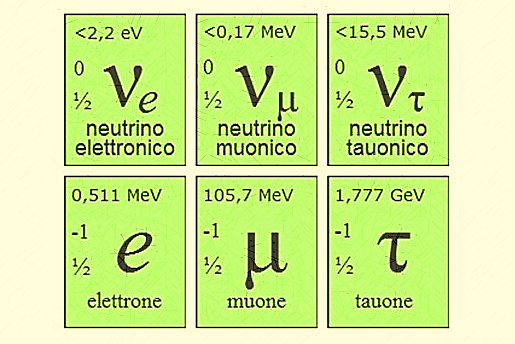 <2,2 eV
0
½
νe
neutrino
elettronico
<0,17 MeV
0
½
νμ
neutrino
muonico
<15,5 MeV
0
½
ντ
neutrino
tauonico
0,511 MeV
-1
½
e
elettrone
105,7 MeV
-1
½
μ
muone
1,777 GeV
-1
½
τ
tauone